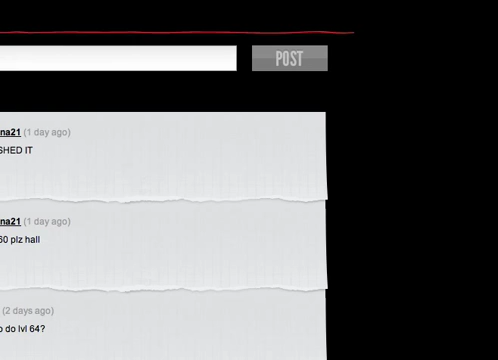 POST
na21 (1 day ago)
SHED IT
na21 (1 day ago)
60 plz hall
(2 days ago)
o do lvl 64?